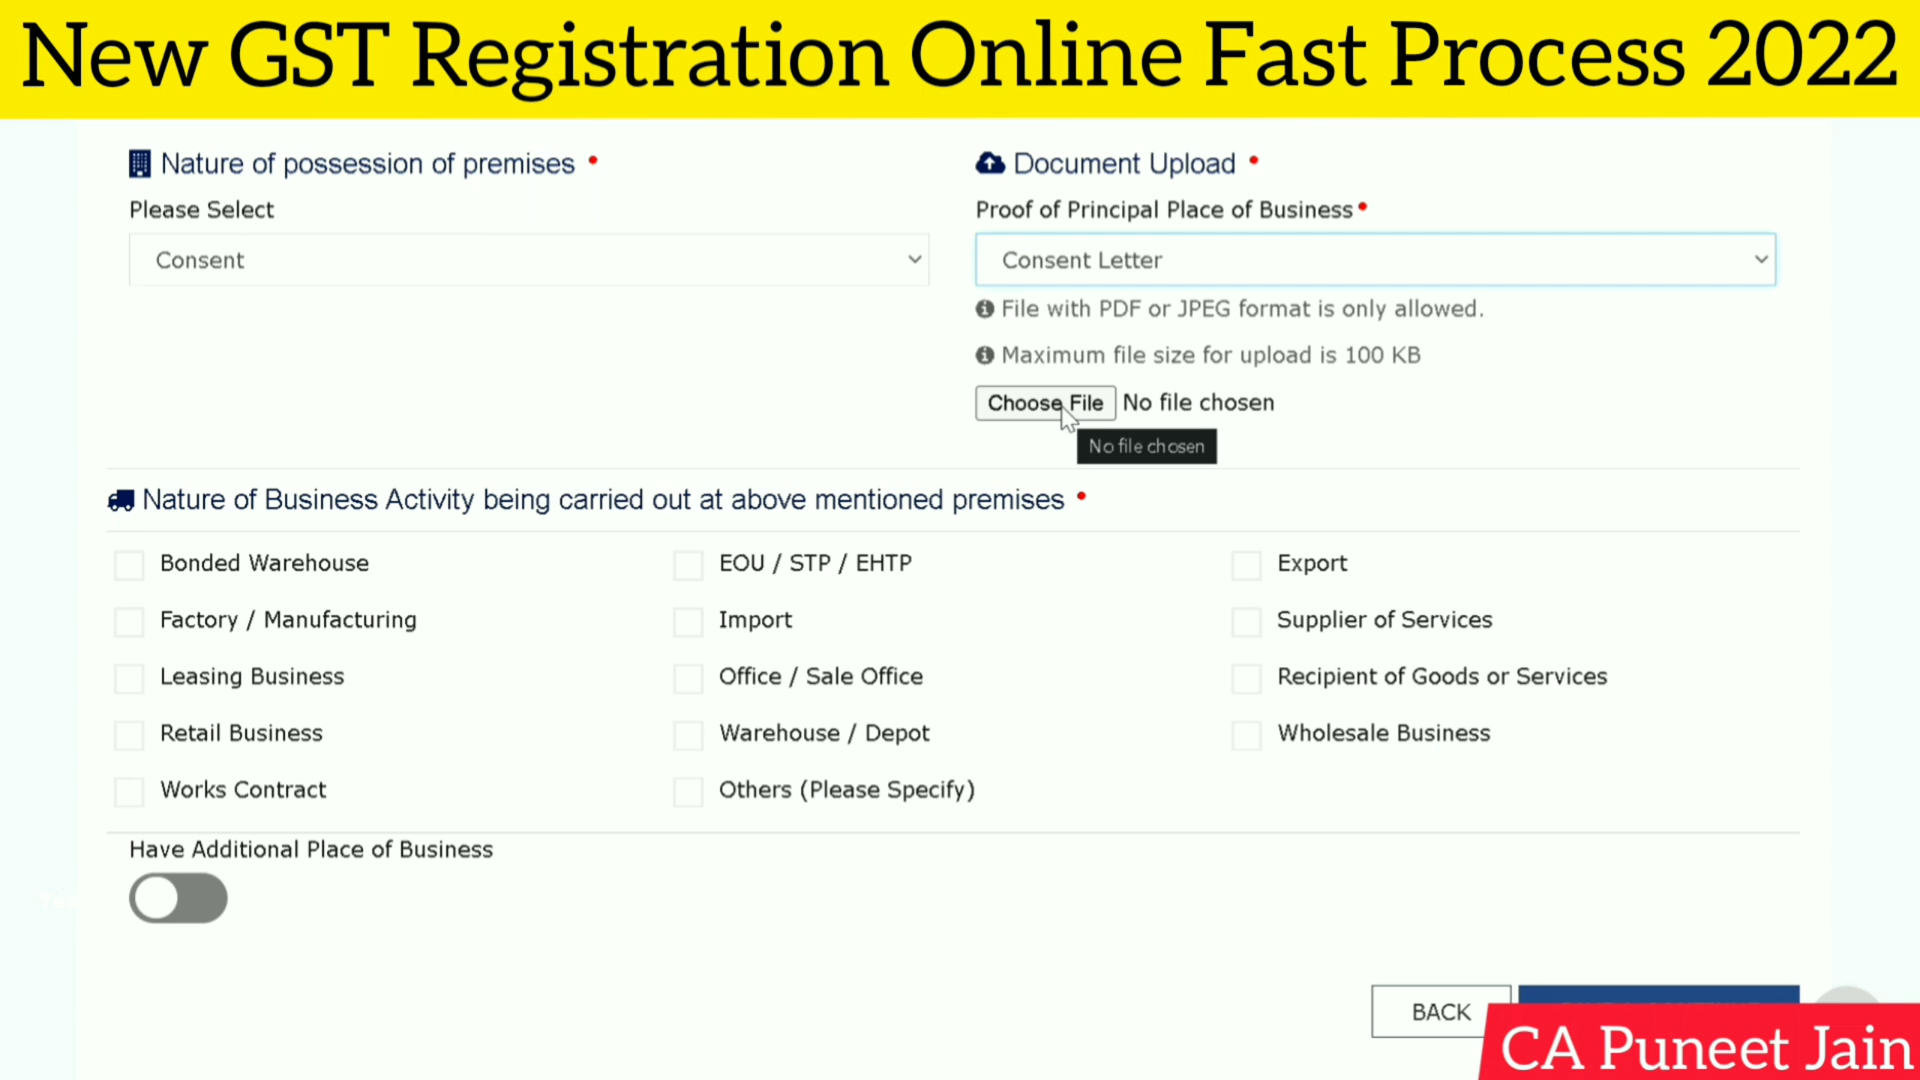 New GST Registration Online Fast Process 2022
Nature of possession of premises •
Please Select
Consent
Document Upload •
Proof of Principal Place of Business •
Consent Letter
File with PDF or JPEG format is only allowed.
Maximum file size for upload is 100 KB
Choose File No file chosen
No file chosen
Nature of Business Activity being carried out at above mentioned premises •
Bonded Warehouse
EOU / STP / EHTP
Export
Factory / Manufacturing
Import
Supplier of Services
Leasing Business
Office / Sale Office
Recipient of Goods or Services
Retail Business
Warehouse / Depot
Wholesale Business
Works Contract
Others (Please Specify)
Have Additional Place of Business
BACK
CA Puneet Jain